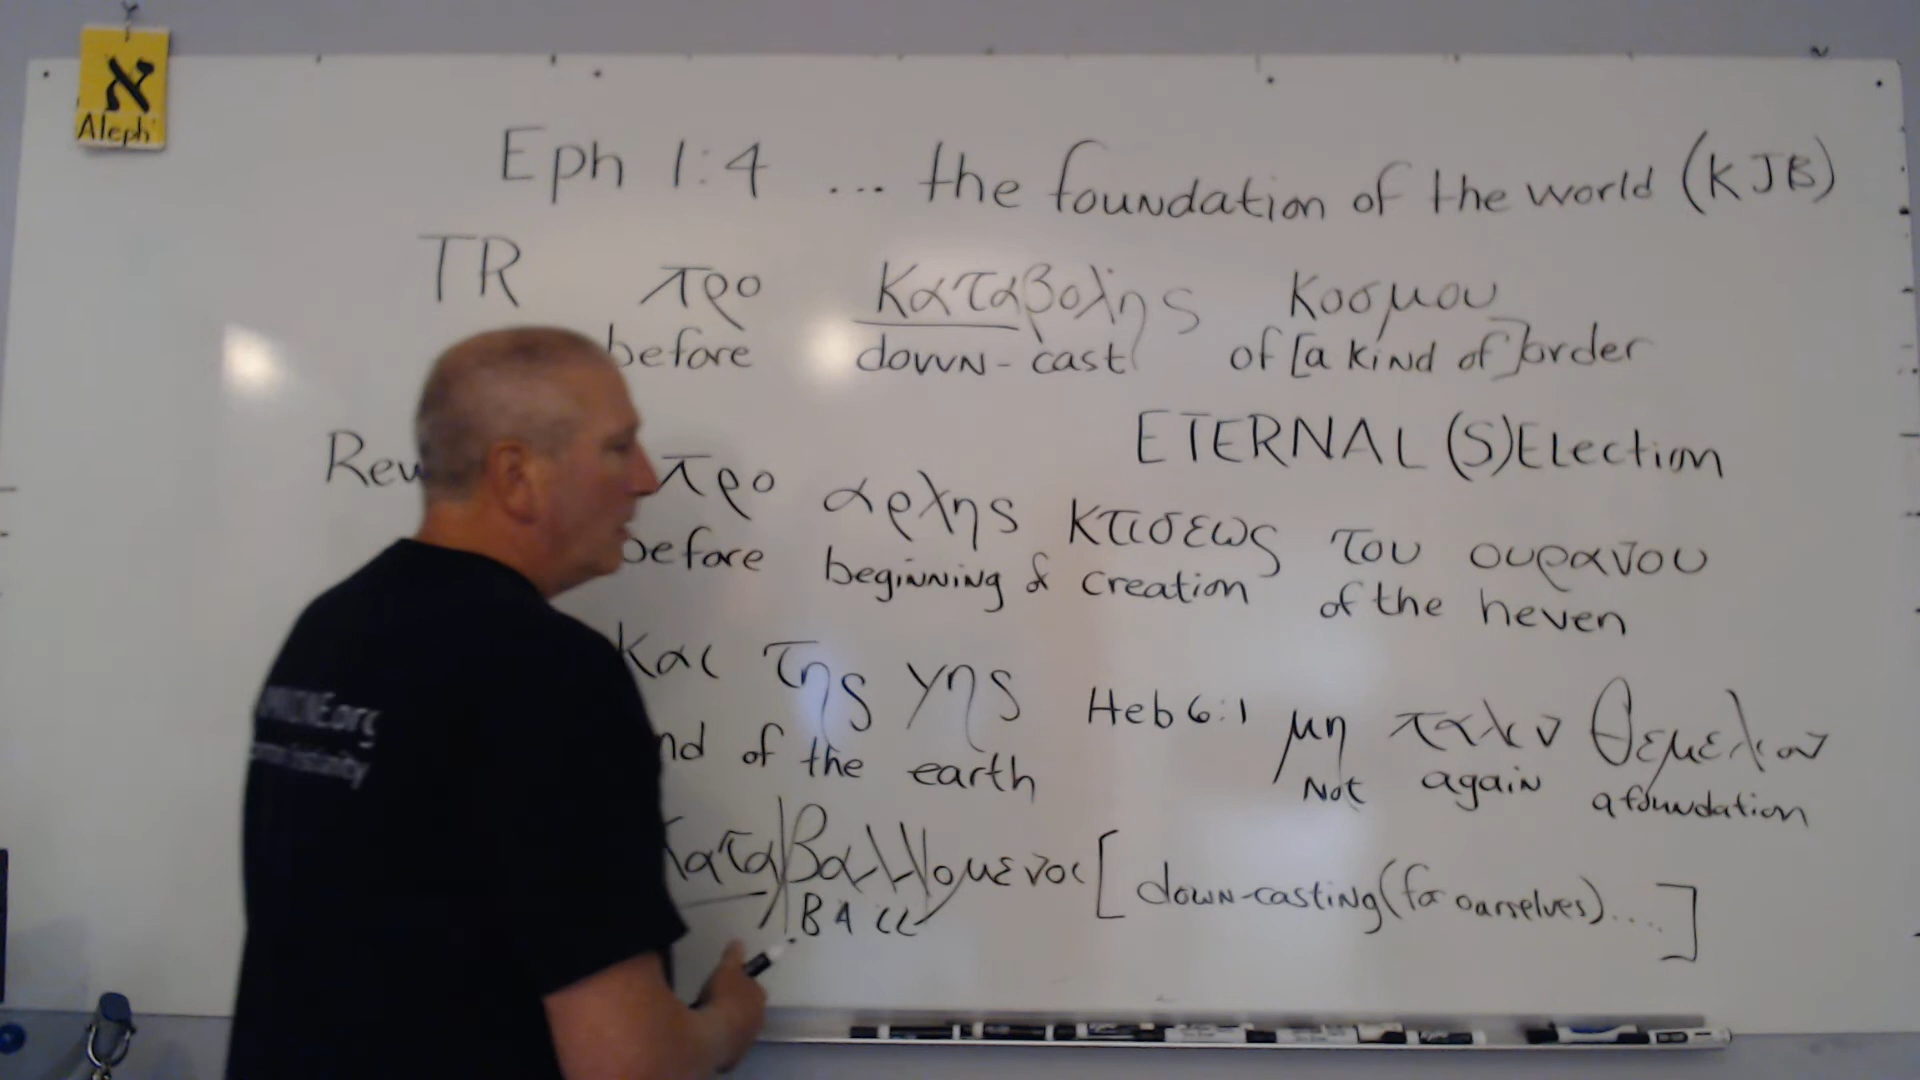 א
Aleph
Eph 1:4 ... the foundation of the world (KJB)
TR προ καταβολης κοσμου
before down-cast of [a kind of] order
ETERNAL (S)Election
προ αρχης κτισεως του ουρανου
before beginning of creation of the heven
και της γης
of the earth
Heb 6:1 μη παλιν θεμελιον
Not again a foundation
καταβαλλομενοι [down-casting (for ourselves)....]
BALL